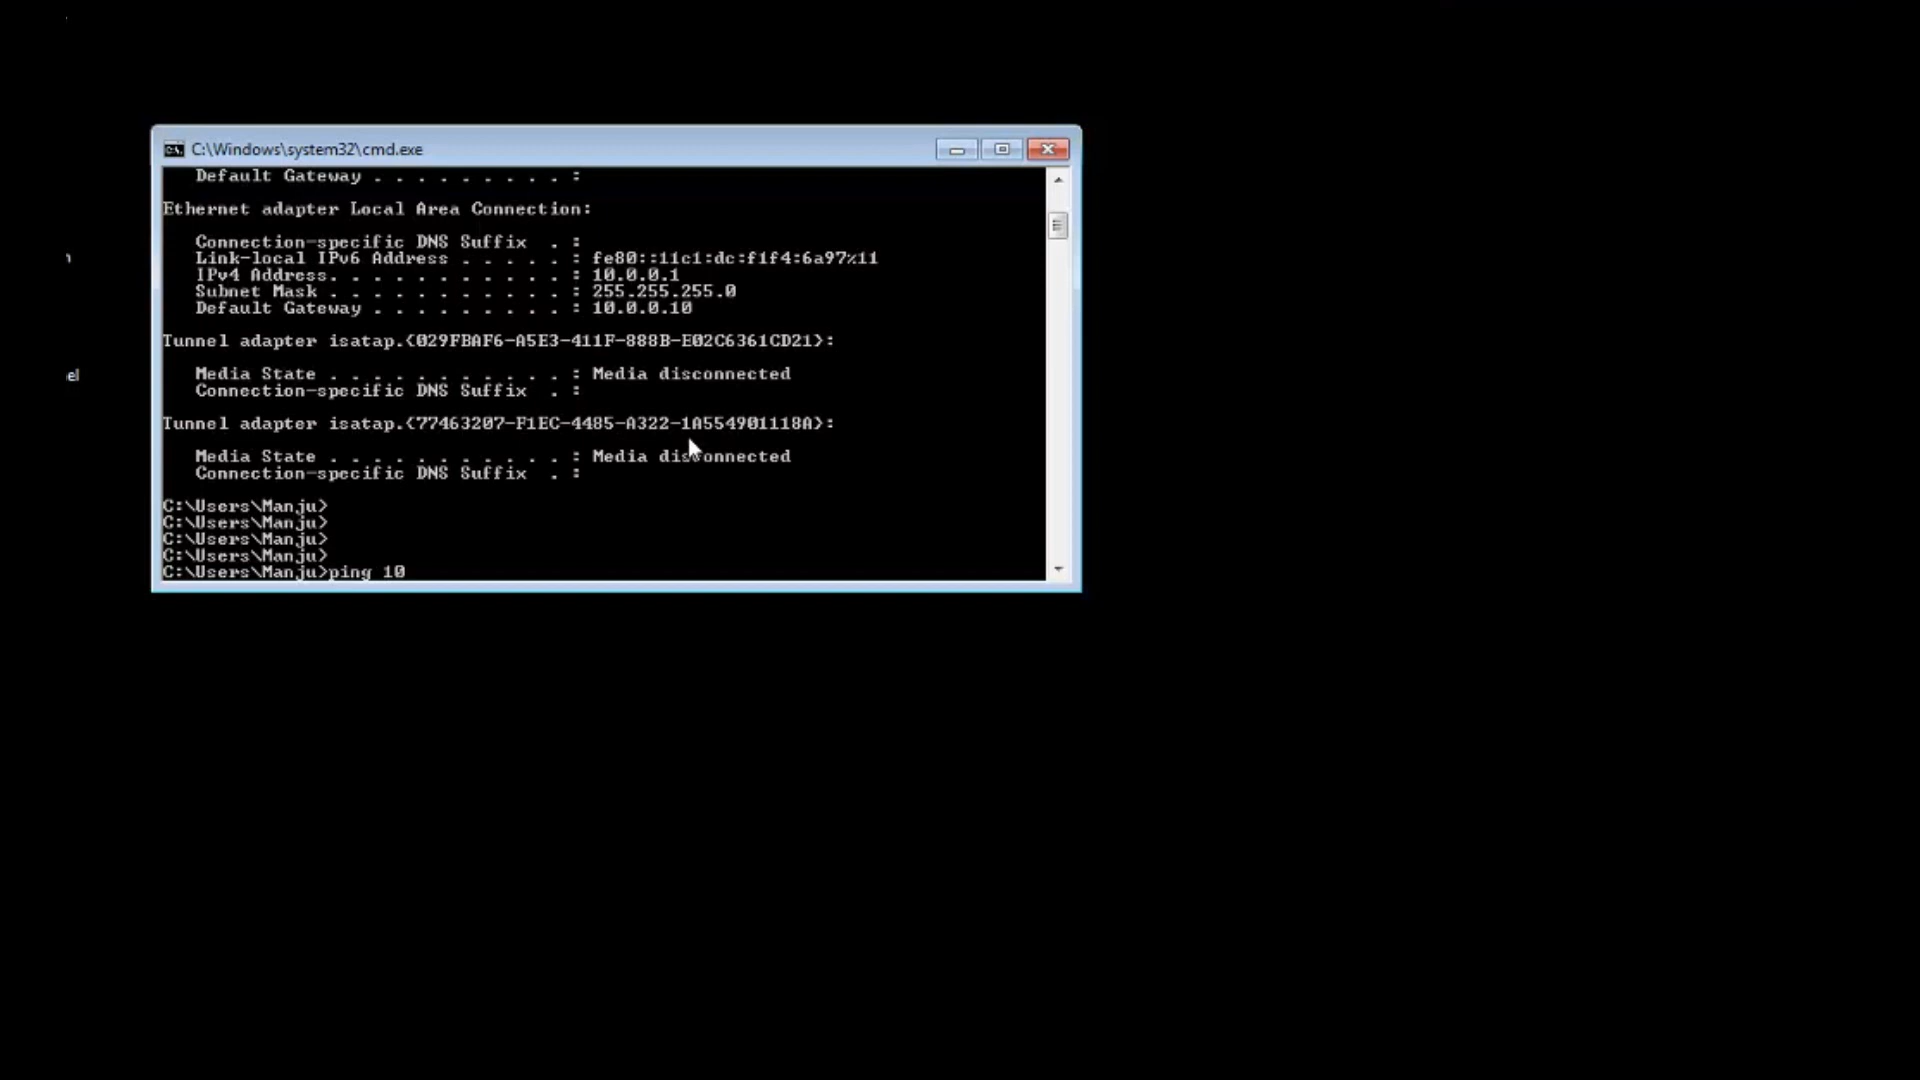 C:\Windows\system32\cmd.exe
Default Gateway . . . . . . . . . :
Ethernet adapter Local Area Connection:
Connection-specific DNS Suffix  . :
Link-local IPv6 Address . . . . . : fe80::11c1:dc:f1f4:6a97%11
IPv4 Address. . . . . . . . . . . : 10.0.0.1
Subnet Mask . . . . . . . . . . . : 255.255.255.0
Default Gateway . . . . . . . . . : 10.0.0.10
Tunnel adapter isatap.{029FBAF6-A5E3-411F-888B-E02C6361CD21}:
Media State . . . . . . . . . . . : Media disconnected
Connection-specific DNS Suffix  . :
Tunnel adapter isatap.{77463207-F1EC-4485-A322-1A554901118A}:
Media State . . . . . . . . . . . : Media disconnected
Connection-specific DNS Suffix  . :
C:\Users\Manju>
C:\Users\Manju>
C:\Users\Manju>
C:\Users\Manju>
C:\Users\Manju>ping 10